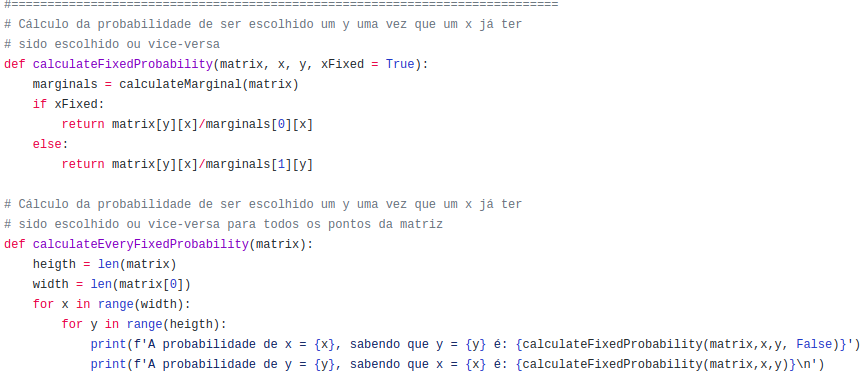 #============================================================================
# Cálculo da probabilidade de ser escolhido um y uma vez que um x já ter
# sido escolhido ou vice-versa
def calculateFixedProbability(matrix, x, y, xFixed = True):
    marginals = calculateMarginal(matrix)
    if xFixed:
        return matrix[y][x]/marginals[0][x]
    else:
        return matrix[y][x]/marginals[1][y]

# Cálculo da probabilidade de ser escolhido um y uma vez que um x já ter
# sido escolhido ou vice-versa para todos os pontos da matriz
def calculateEveryFixedProbability(matrix):
    heigth = len(matrix)
    width = len(matrix[0])
    for x in range(width):
        for y in range(heigth):
            print(f'A probabilidade de x = {x}, sabendo que y = {y} é: {calculateFixedProbability(matrix,x,y, False)}')
            print(f'A probabilidade de y = {y}, sabendo que x = {x} é: {calculateFixedProbability(matrix,x,y)}\n')